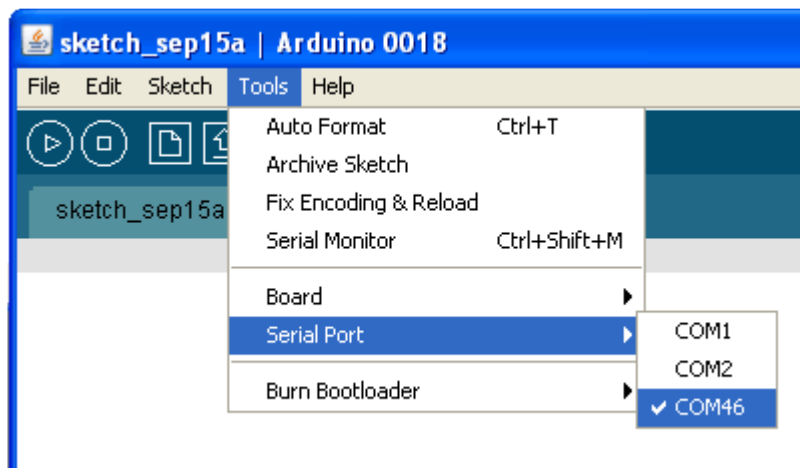 sketch_sep15a | Arduino 0018
File Edit Sketch Tools Help
Auto Format Ctrl+T
Archive Sketch
sketch_sep15a
Fix Encoding & Reload
Serial Monitor Ctrl+Shift+M
Board
Serial Port
Burn Bootloader
COM1
COM2
COM46